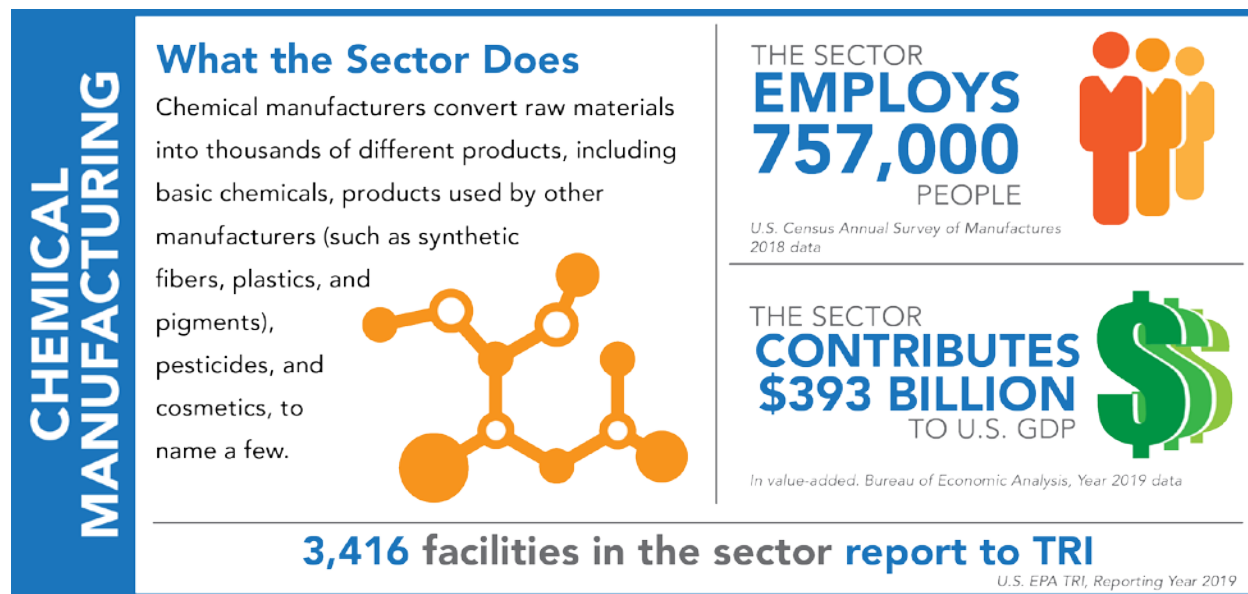 CHEMICAL
MANUFACTURING
What the Sector Does
Chemical manufacturers convert raw materials
into thousands of different products, including
basic chemicals, products used by other
manufacturers (such as synthetic
fibers, plastics, and
pigments),
pesticides, and
cosmetics, to
name a few.
THE SECTOR
EMPLOYS
757,000
PEOPLE
U.S. Census Annual Survey of Manufactures
2018 data
THE SECTOR
CONTRIBUTES
$393 BILLION
TO U.S. GDP
In value-added. Bureau of Economic Analysis, Year 2019 data
3,416 facilities in the sector report to TRI
U.S. EPA TRI, Reporting Year 2019